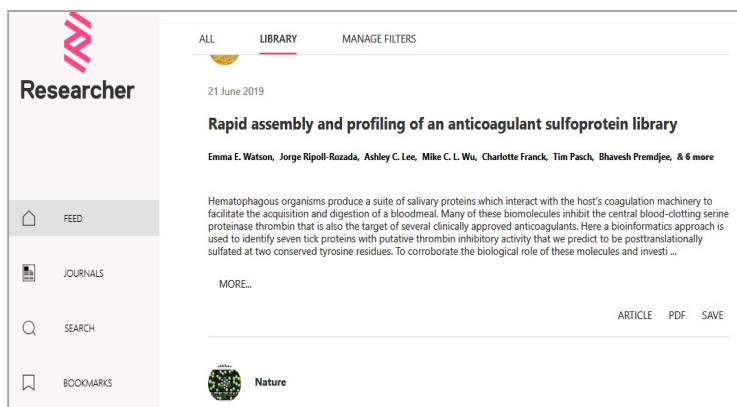 Researcher
FEED
JOURNALS
SEARCH
BOOKMARKS
ALL LIBRARY MANAGE FILTERS
21 June 2019
Rapid assembly and profiling of an anticoagulant sulfoprotein library
Emma E. Watson, Jorge Ripoll-Rozada, Ashley C. Lee, Mike C. L. Wu, Charlotte Franck, Tim Pasch, Bhavesh Premdjee, & 6 more
Hematophagous organisms produce a suite of salivary proteins which interact with the host's coagulation machinery to
facilitate the acquisition and digestion of a bloodmeal. Many of these biomolecules inhibit the central blood-clotting serine
proteinase thrombin that is also the target of several clinically approved anticoagulants. Here a bioinformatics approach is
used to identify seven tick proteins with putative thrombin inhibitory activity that we predict to be posttranslationally
sulfated at two conserved tyrosine residues. To corroborate the biological role of these molecules and investi ...
MORE...
ARTICLE PDF SAVE
Nature